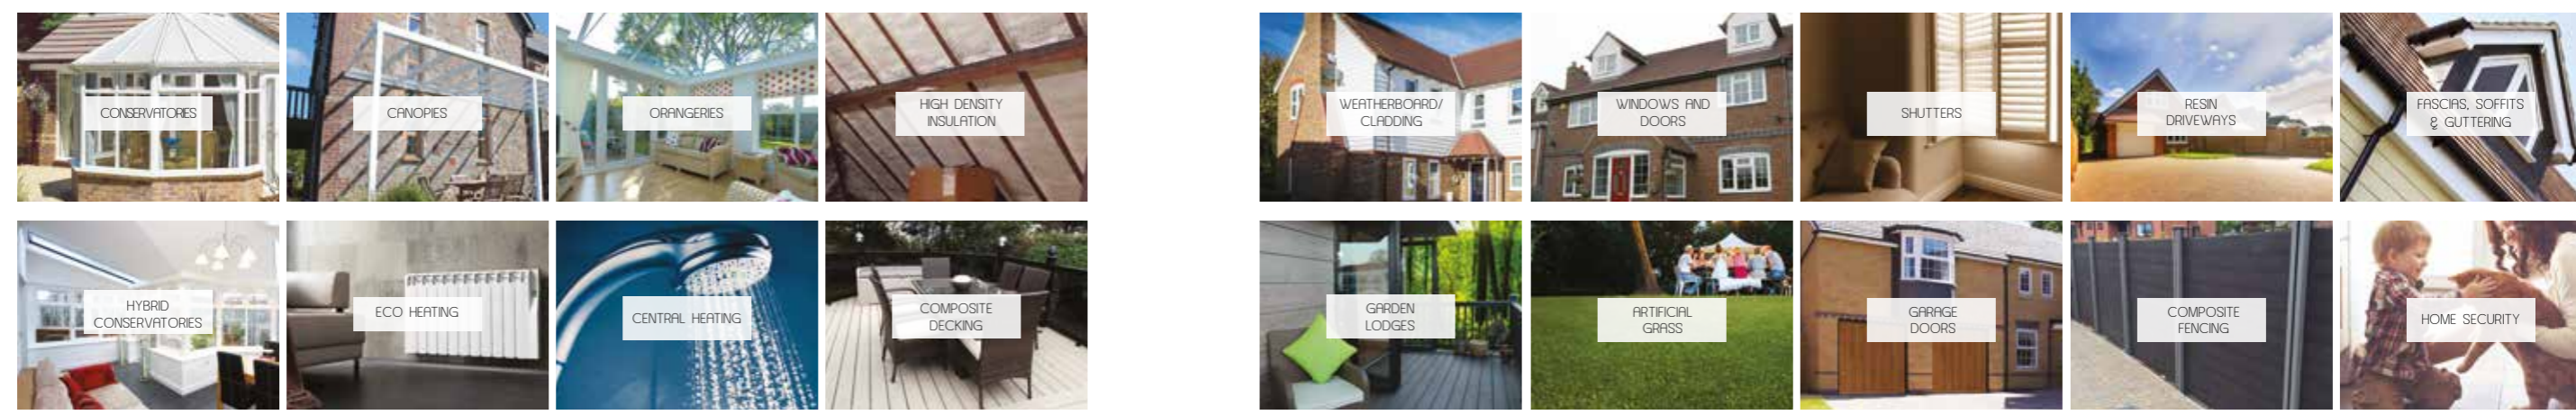 CONSERVATORIES
CANOPIES
ORANGERIES
HIGH DENSITY
INSULATION
WEATHERBOARD/
CLADDING
WINDOWS AND
DOORS
SHUTTERS
RESIN
DRIVEWAYS
FASCIAS, SOFFITS
& GUTTERING
HYBRID
CONSERVATORIES
ECO HEATING
CENTRAL HEATING
COMPOSITE
DECKING
GARDEN
LODGES
ARTIFICIAL
GRASS
GARAGE
DOORS
COMPOSITE
FENCING
HOME SECURITY